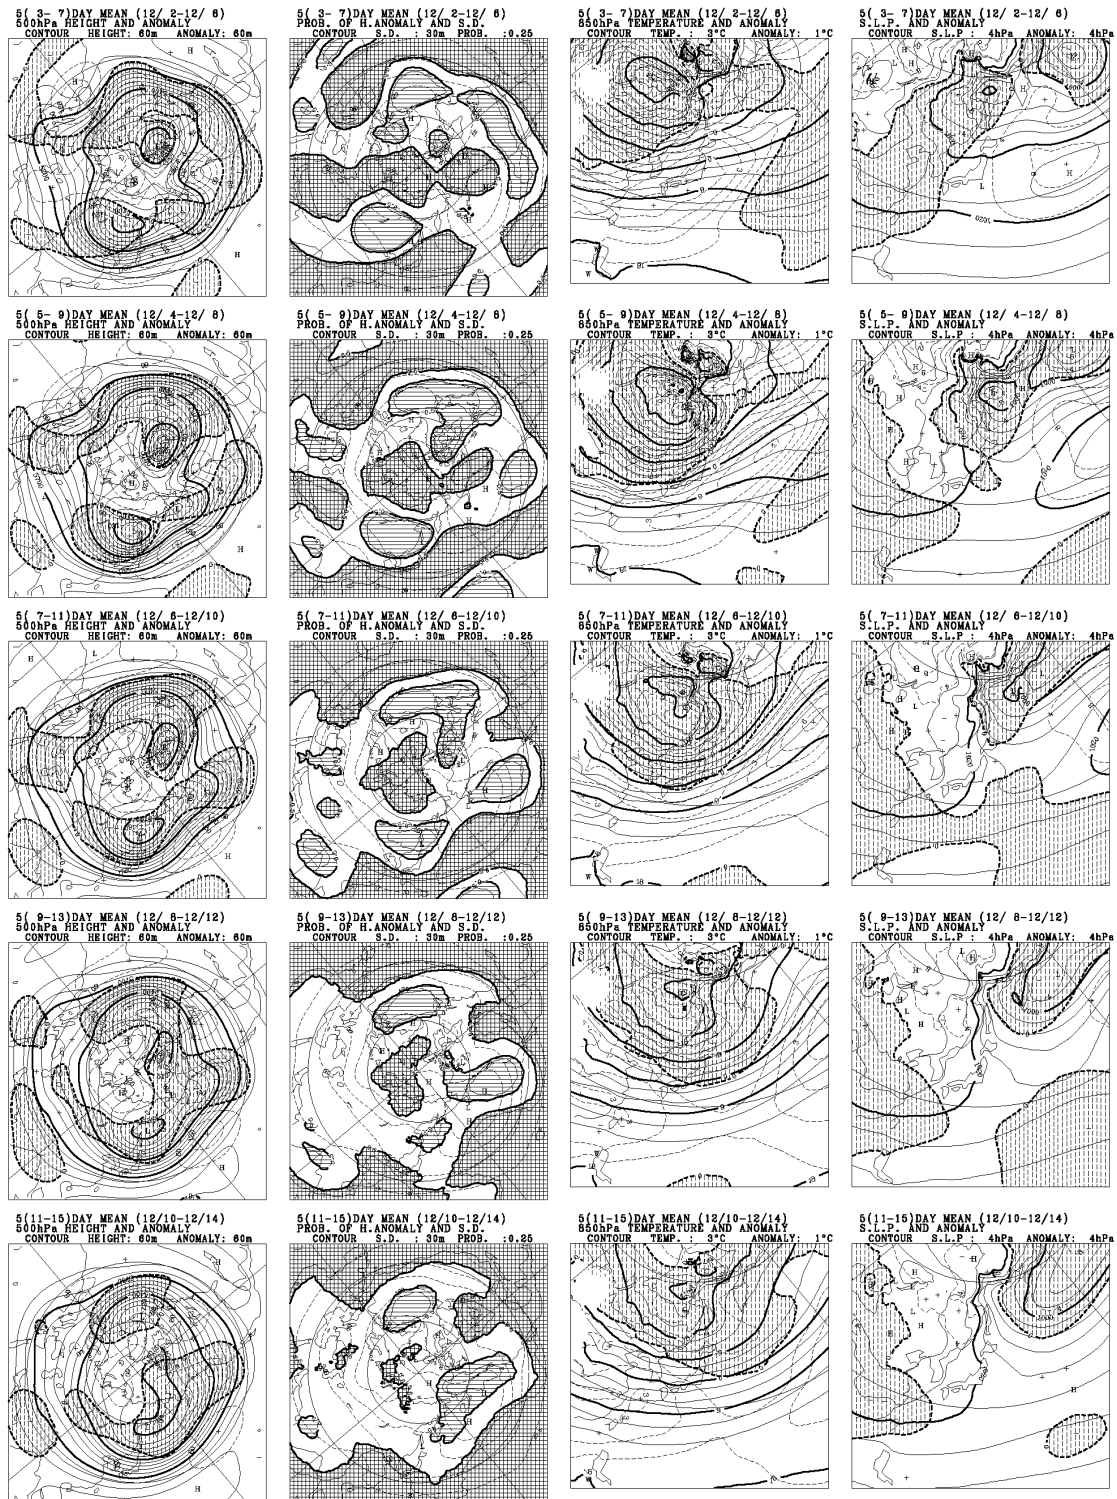 5( 3- 7)DAY MEAN (12/ 2-12/ 6)
500hPa HEIGHT AND ANOMALY
CONTOUR HEIGHT: 60m ANOMALY: 60m
5( 3- 7)DAY MEAN (12/ 2-12/ 6)
PROB. OF H.ANOMALY AND S.D.
CONTOUR S.D. : 30m PROB. :0.25
5( 3- 7)DAY MEAN (12/ 2-12/ 6)
850hPa TEMPERATURE AND ANOMALY
CONTOUR TEMP. : 3°C ANOMALY: 1°C
5( 3- 7)DAY MEAN (12/ 2-12/ 6)
S.L.P. AND ANOMALY
CONTOUR S.L.P : 4hPa ANOMALY: 4hPa
5( 5- 9)DAY MEAN (12/ 4-12/ 8)
500hPa HEIGHT AND ANOMALY
CONTOUR HEIGHT: 60m ANOMALY: 60m
5( 5- 9)DAY MEAN (12/ 4-12/ 8)
PROB. OF H.ANOMALY AND S.D.
CONTOUR S.D. : 30m PROB. :0.25
5( 5- 9)DAY MEAN (12/ 4-12/ 8)
850hPa TEMPERATURE AND ANOMALY
CONTOUR TEMP. : 3°C ANOMALY: 1°C
5( 5- 9)DAY MEAN (12/ 4-12/ 8)
S.L.P. AND ANOMALY
CONTOUR S.L.P : 4hPa ANOMALY: 4hPa
5( 7-11)DAY MEAN (12/ 6-12/10)
500hPa HEIGHT AND ANOMALY
CONTOUR HEIGHT: 60m ANOMALY: 60m
5( 7-11)DAY MEAN (12/ 6-12/10)
PROB. OF H.ANOMALY AND S.D.
CONTOUR S.D. : 30m PROB. :0.25
5( 7-11)DAY MEAN (12/ 6-12/10)
850hPa TEMPERATURE AND ANOMALY
CONTOUR TEMP. : 3°C ANOMALY: 1°C
5( 7-11)DAY MEAN (12/ 6-12/10)
S.L.P. AND ANOMALY
CONTOUR S.L.P : 4hPa ANOMALY: 4hPa
5( 9-13)DAY MEAN (12/ 8-12/12)
500hPa HEIGHT AND ANOMALY
CONTOUR HEIGHT: 60m ANOMALY: 60m
5( 9-13)DAY MEAN (12/ 8-12/12)
PROB. OF H.ANOMALY AND S.D.
CONTOUR S.D. : 30m PROB. :0.25
5( 9-13)DAY MEAN (12/ 8-12/12)
850hPa TEMPERATURE AND ANOMALY
CONTOUR TEMP. : 3°C ANOMALY: 1°C
5( 9-13)DAY MEAN (12/ 8-12/12)
S.L.P. AND ANOMALY
CONTOUR S.L.P : 4hPa ANOMALY: 4hPa
5(11-15)DAY MEAN (12/10-12/14)
500hPa HEIGHT AND ANOMALY
CONTOUR HEIGHT: 60m ANOMALY: 60m
5(11-15)DAY MEAN (12/10-12/14)
PROB. OF H.ANOMALY AND S.D.
CONTOUR S.D. : 30m PROB. :0.25
5(11-15)DAY MEAN (12/10-12/14)
850hPa TEMPERATURE AND ANOMALY
CONTOUR TEMP. : 3°C ANOMALY: 1°C
5(11-15)DAY MEAN (12/10-12/14)
S.L.P. AND ANOMALY
CONTOUR S.L.P : 4hPa ANOMALY: 4hPa